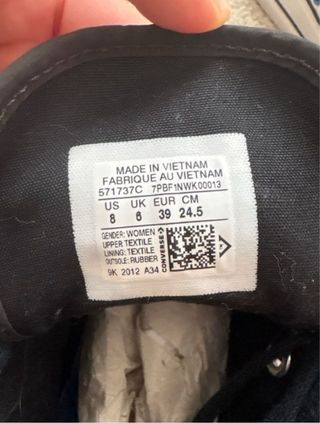 MADE IN VIETNAM
FABRIQUE AU VIETNAM
571737C 7PBF1NWK00013
US UK EUR CM
8 6 39 24.5
GENDER: WOMEN
UPPER:TEXTILE
LINING: TEXTILE
OUTSOLE: RUBBER
9K 2012 A34
CONVERSE